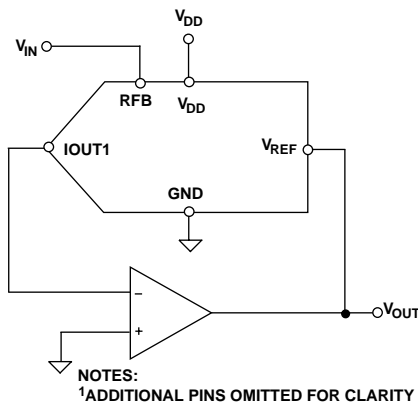 VDD
VIN
RFB
VDD
IOUT1
VREF
GND
−
+
VOUT
NOTES:
1ADDITIONAL PINS OMITTED FOR CLARITY